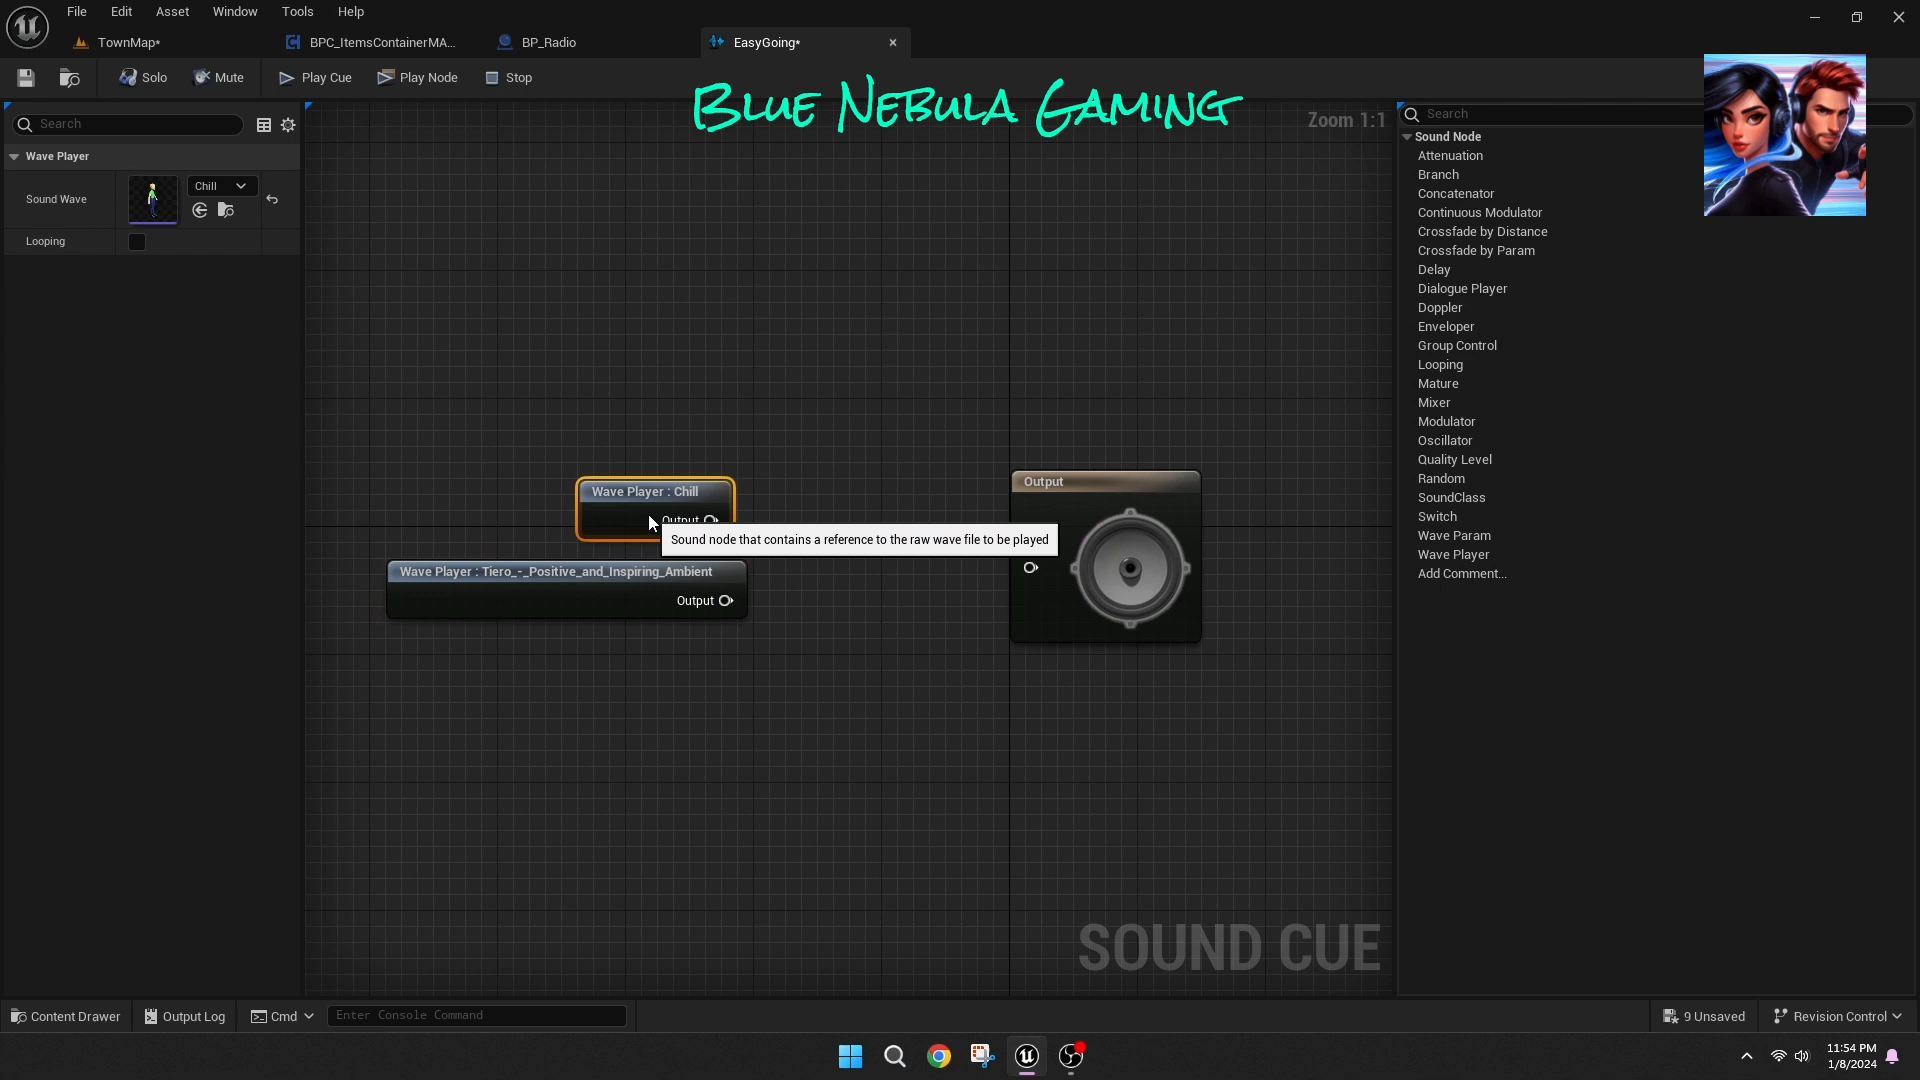 File Edit Asset Window Tools Help
TownMap* BPC_ItemsContainerMA... BP_Radio EasyGoing*
Solo Mute Play Cue Play Node Stop
Blue Nebula Gaming
Search
Zoom 1:1
Search
Wave Player
Sound Wave
Chill
Looping
Wave Player : Chill
Output
Sound node that contains a reference to the raw wave file to be played
Wave Player : Tiero_-_Positive_and_Inspiring_Ambient
Output
Output
SOUND CUE
Sound Node
Attenuation
Branch
Concatenator
Continuous Modulator
Crossfade by Distance
Crossfade by Param
Delay
Dialogue Player
Doppler
Enveloper
Group Control
Looping
Mature
Mixer
Modulator
Oscillator
Quality Level
Random
SoundClass
Switch
Wave Param
Wave Player
Add Comment...
Content Drawer Output Log Cmd Enter Console Command 9 Unsaved Revision Control
11:54 PM
1/8/2024